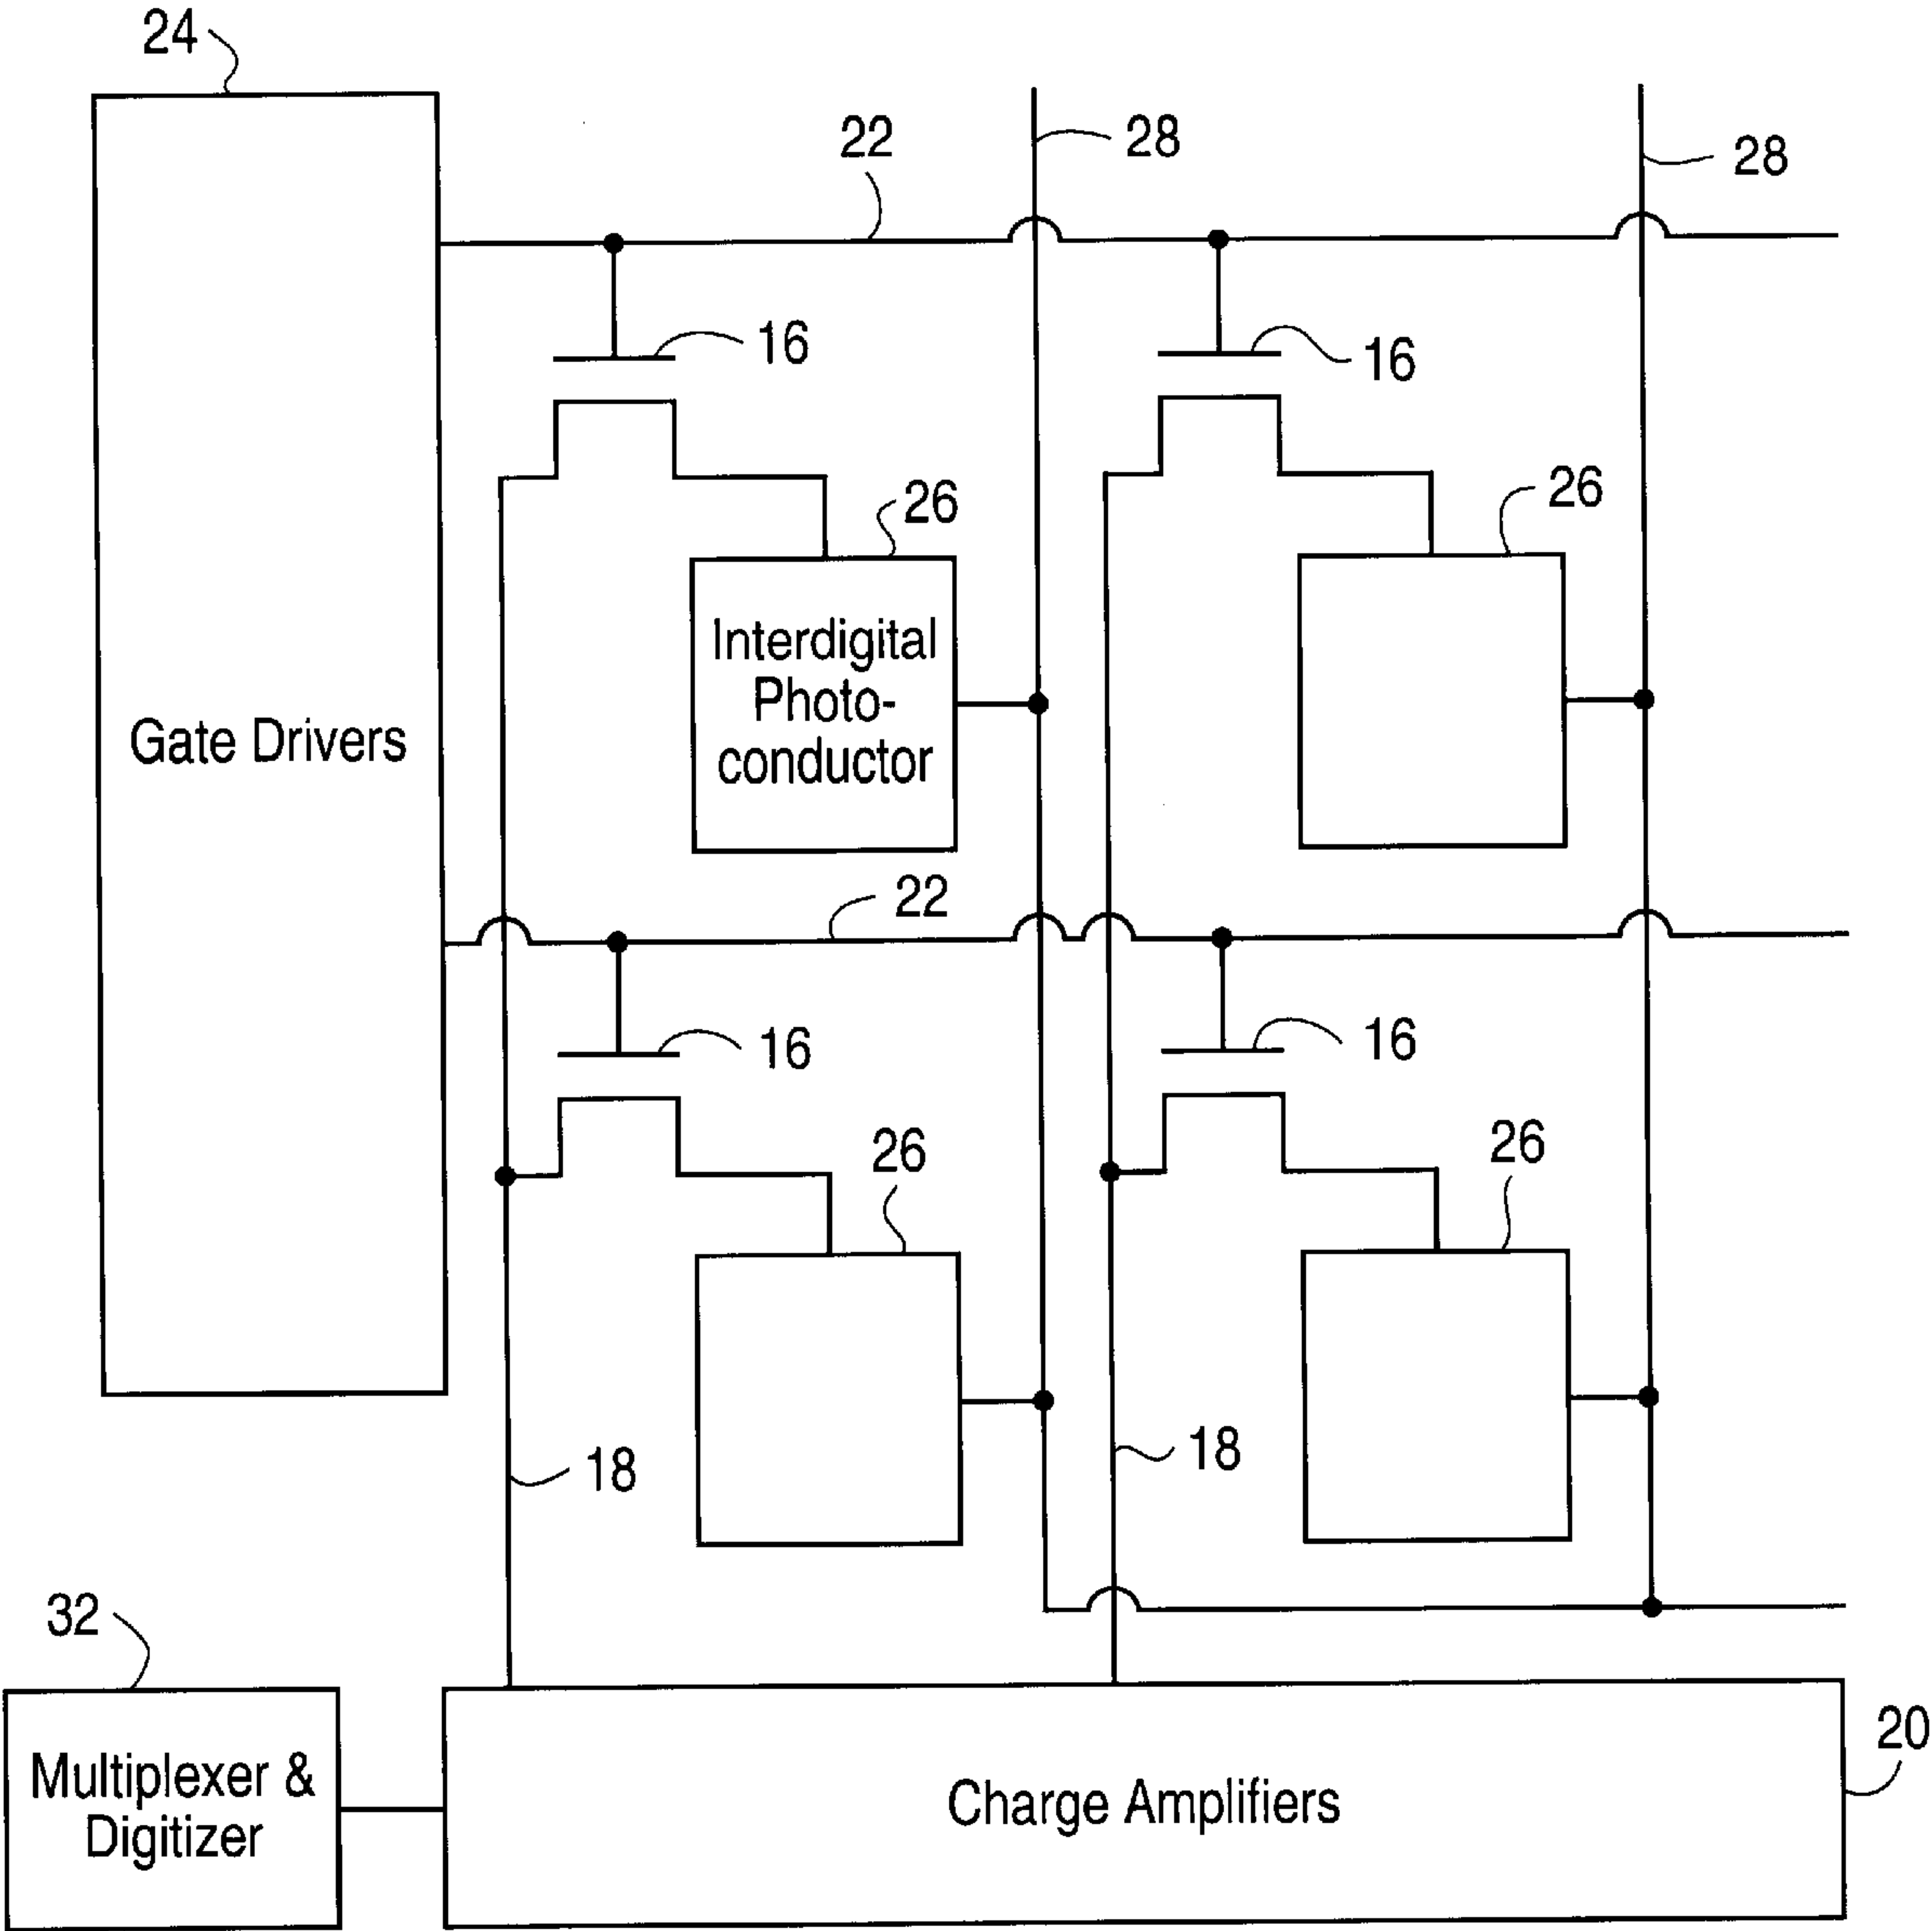 24
22
28
28
16
16
26
26
Interdigital
Photo-
conductor
Gate Drivers
22
16
16
26
26
18
18
32
Multiplexer &
Digitizer
Charge Amplifiers
20